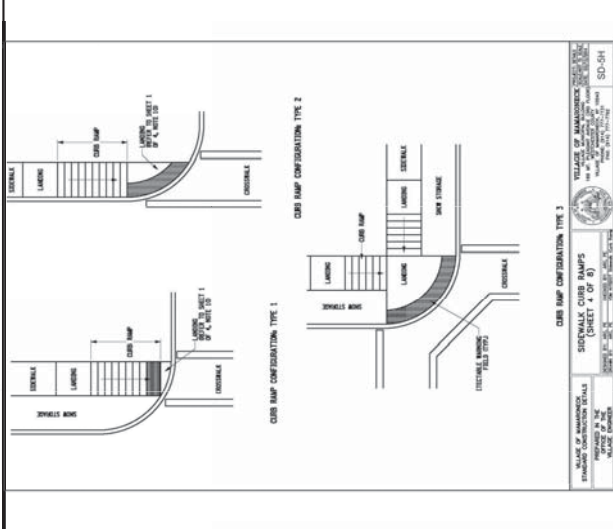 SIDEWALK
LANDING
CURB RAMP
SNOW STORAGE
LANDING
(REFER TO SHEET 1
OF 4, NOTE 10)
CROSSWALK
CURB RAMP CONFIGURATION: TYPE 1
SIDEWALK
LANDING
CURB RAMP
LANDING
(REFER TO SHEET 1
OF 4, NOTE 10)
CROSSWALK
CURB RAMP CONFIGURATION: TYPE 2
SNOW STORAGE
LANDING
CURB RAMP
LANDING
LANDING
SIDEWALK
SNOW STORAGE
DETECTABLE WARNING
FIELD (TYP.)
CROSSWALK
CURB RAMP CONFIGURATION: TYPE 3
VILLAGE OF MAMARONECK
STANDARD CONSTRUCTION DETAILS
PREPARED IN THE
OFFICE OF THE
VILLAGE ENGINEER
SIDEWALK CURB RAMPS
(SHEET 4 OF 8)
VILLAGE OF MAMARONECK
SD-5H